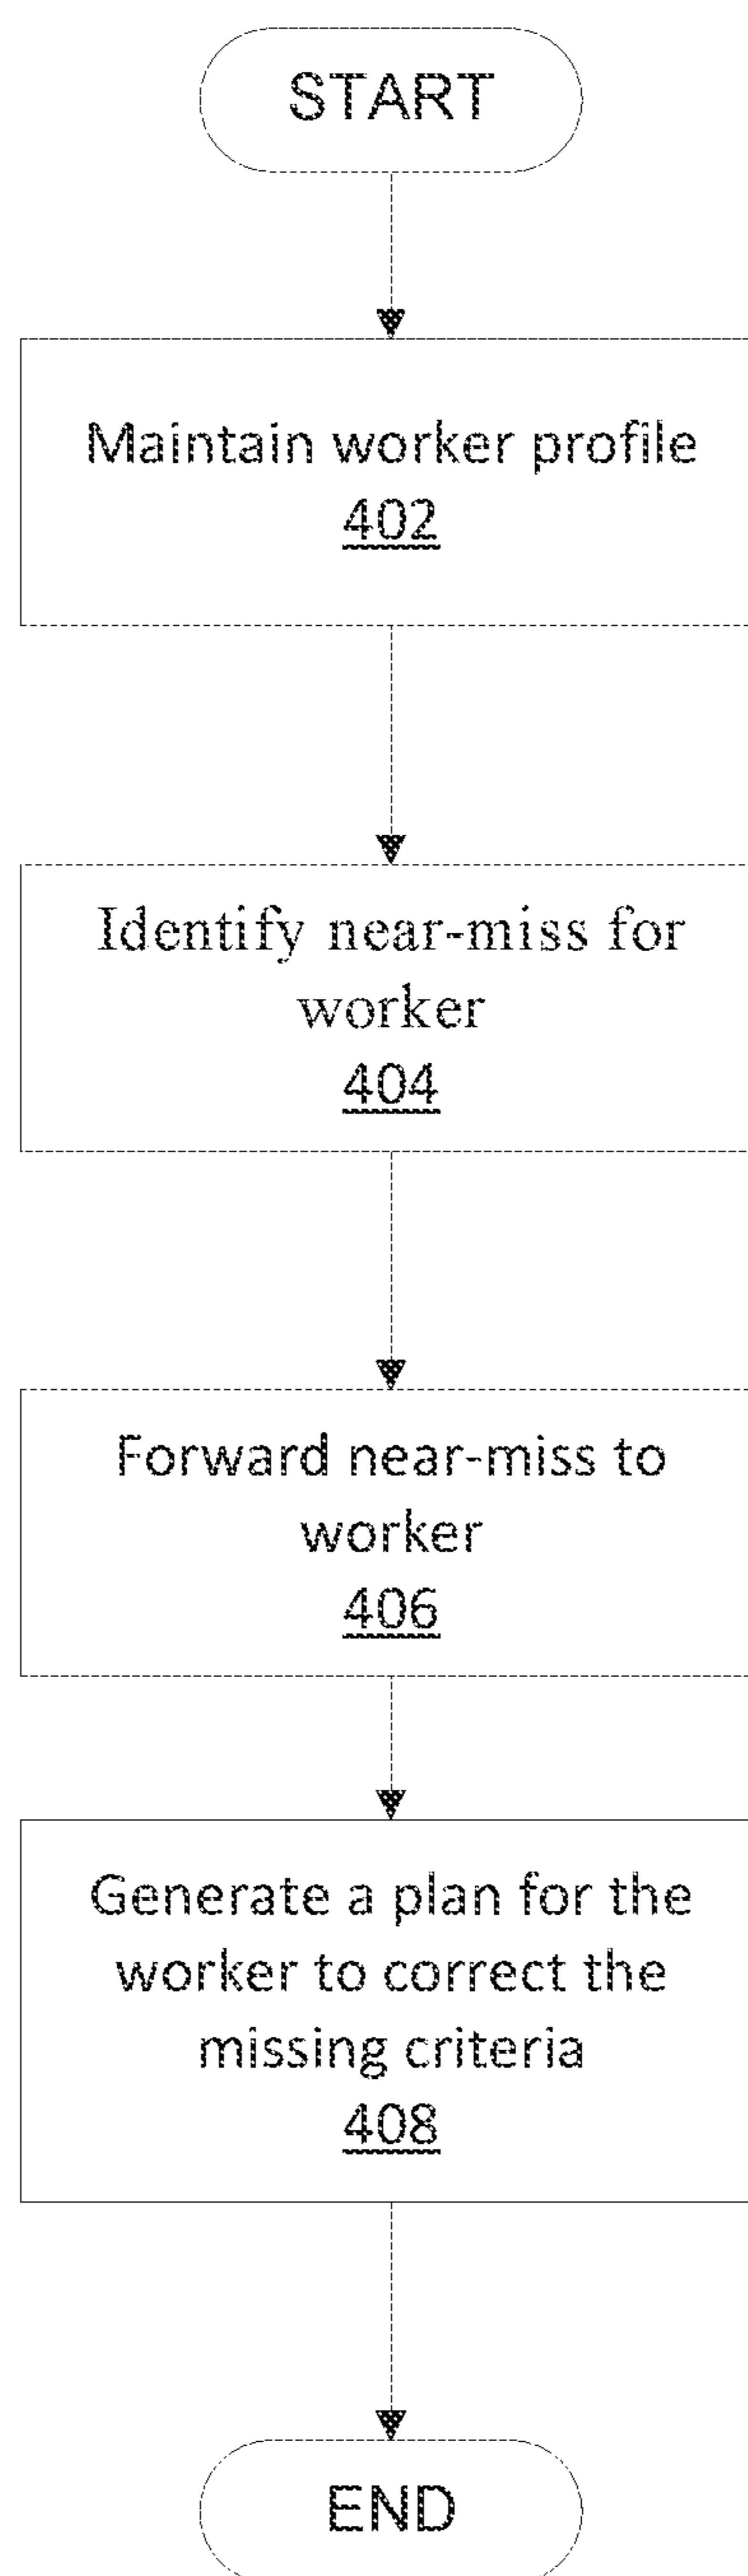 START
Maintain worker profile
402
Identify near-miss for
worker
404
Forward near-miss to
worker
406
Generate a plan for the
worker to correct the
missing criteria
408
END